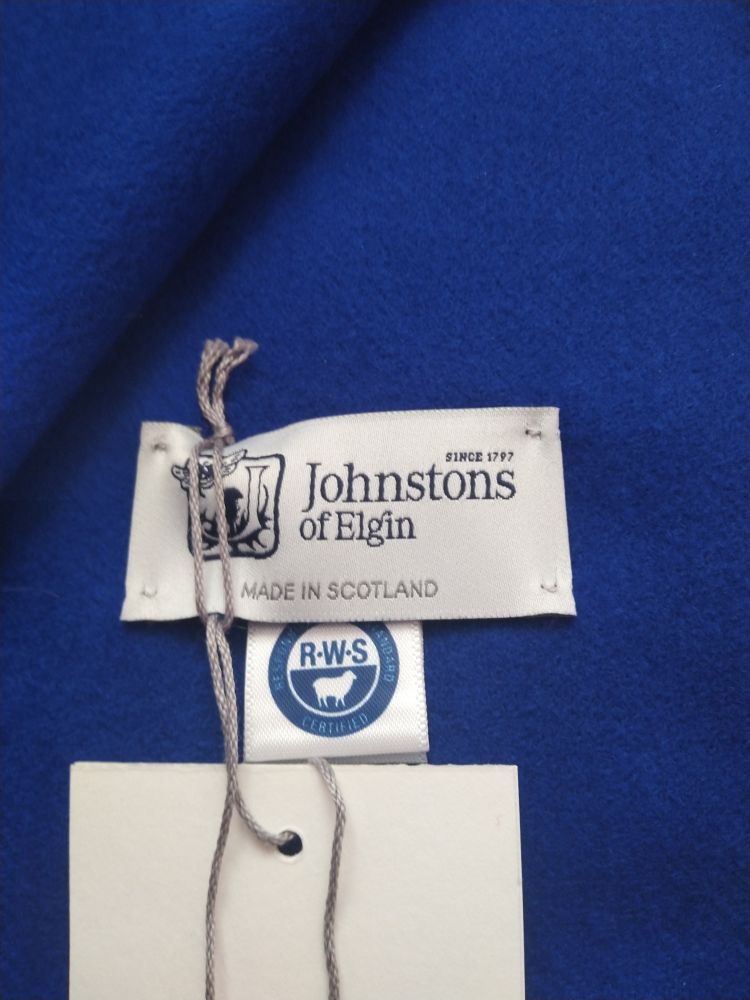 SINCE 1797
Johnstons
of Elgin
MADE IN SCOTLAND
R·W·S
CERTIFIED